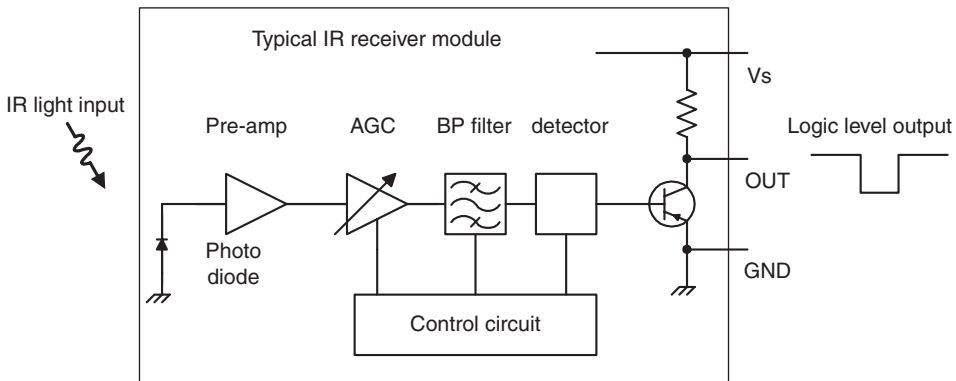 Typical IR receiver module
Vs
IR light input
Pre-amp
AGC
BP filter
detector
Logic level output
OUT
Photo
diode
GND
Control circuit